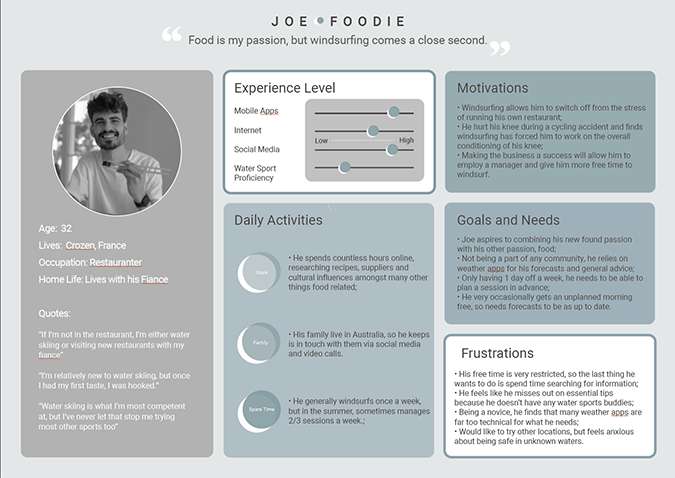 JOE FOODIE
“Food is my passion, but windsurfing comes a close second.”
Age: 32
Lives: Crozen, France
Occupation: Restauranter
Home Life: Lives with his Fiance
Quotes:
“If I'm not in the restaurant, I'm either water
skiing or visiting new restaurants with my
fiance”
“I'm relatively new to water skiing, but once
I had my first taste, I was hooked.”
“Water skiing is what I'm most competent
at, but I've never let that stop me trying
most other sports too”
Experience Level
Mobile Apps
Internet
Social Media
Water Sport
Proficiency
Low
High
Daily Activities
Work
• He spends countless hours online,
researching recipes, suppliers and
cultural influences amongst many other
things food related;
Family
• His family live in Australia, so he keeps
is in touch with them via social media
and video calls.
Spare Time
• He generally windsurfs once a week,
but in the summer, sometimes manages
2/3 sessions a week.;
Motivations
• Windsurfing allows him to switch off from the stress
of running his own restaurant;
• He hurt his knee during a cycling accident and finds
windsurfing has forced him to work on the overall
conditioning of his knee;
• Making the business a success will allow him to
employ a manager and give him more free time to
windsurf.
Goals and Needs
• Joe aspires to combining his new found passion
with his other passion, food;
• Not being a part of any community, he relies on
weather apps for his forecasts and general advice;
• Only having 1 day off a week, he needs to be able to
plan a session in advance;
• He very occasionally gets an unplanned morning
free, so needs forecasts to be as up to date.
Frustrations
• His free time is very restricted, so the last thing he
wants to do is spend time searching for information;
• He feels like he misses out on essential tips
because he doesn't have any water sports buddies;
• Being a novice, he finds that many weather apps are
far too technical for what he needs;
• Would like to try other locations, but feels anxious
about being safe in unknown waters.